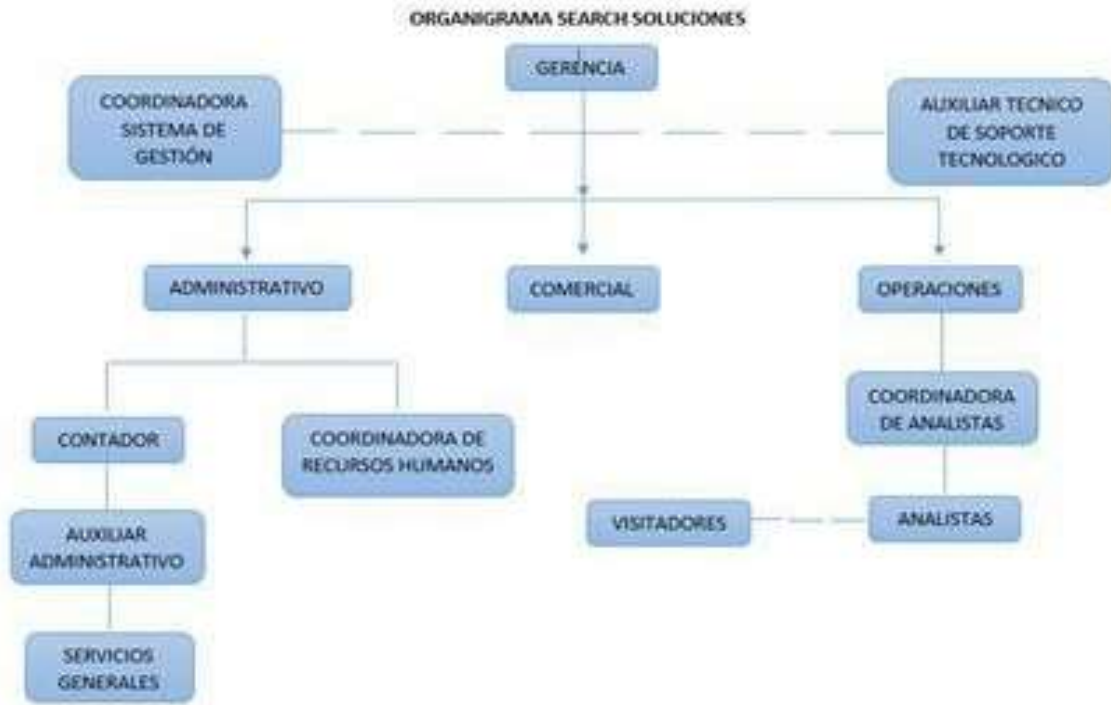 ORGANIGRAMA SEARCH SOLUCIONES
GERENCIA
COORDINADORA
SISTEMA DE
GESTIÓN
AUXILIAR TECNICO
DE SOPORTE
TECNOLOGICO
ADMINISTRATIVO
COMERCIAL
OPERACIONES
CONTADOR
COORDINADORA DE
RECURSOS HUMANOS
COORDINADORA
DE ANALISTAS
AUXILIAR
ADMINISTRATIVO
VISITADORES
ANALISTAS
SERVICIOS
GENERALES